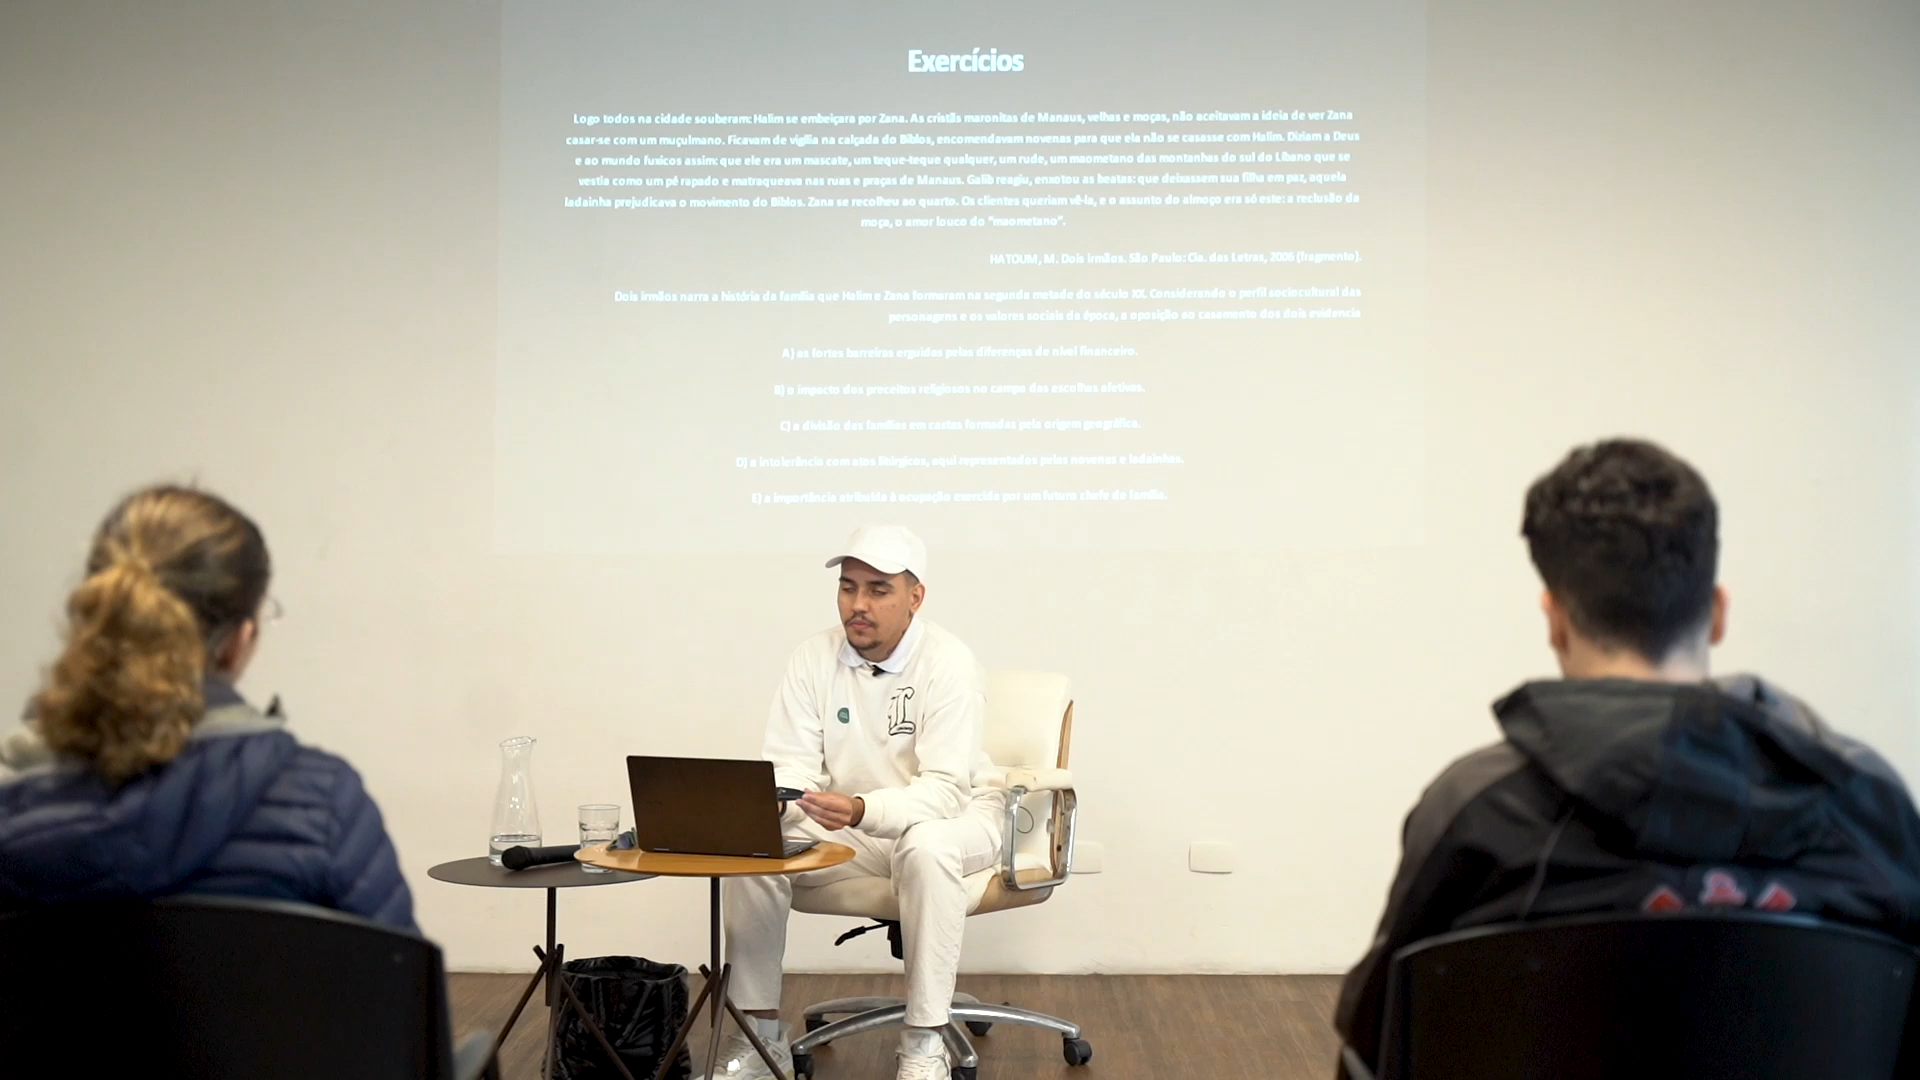 Exercícios
Logo todos na cidade souberam: Halim se embeiçara por Zana. As cristãs maronitas de Manaus, velhas e moças, não aceitavam a ideia de ver Zana
casar-se com um muçulmano. Ficavam de vigília na calçada do Biblos, encomendavam novenas para que ela não se casasse com Halim. Diziam a Deus
e ao mundo fuxicos assim: que ele era um mascate, um teque-teque qualquer, um rude, um maometano das montanhas do sul do Líbano que se
vestia como um pé rapado e matraqueava nas ruas e praças de Manaus. Galib reagiu, enxotou as beatas: que deixassem sua filha em paz, aquela
ladainha prejudicava o movimento do Biblos. Zana se recolheu ao quarto. Os clientes queriam vê-la, e o assunto do almoço era só este: a reclusão da
moça, o amor louco do "maometano".
HATOUM, M. Dois irmãos. São Paulo: Cia. das Letras, 2006 (fragmento).
Dois irmãos narra a história da família que Halim e Zana formaram na segunda metade do século XX. Considerando o perfil sociocultural das
personagens e os valores sociais da época, a oposição ao casamento dos dois evidencia
A) as fortes barreiras erguidas pelas diferenças de nível financeiro.
B) o impacto dos preceitos religiosos no campo das escolhas afetivas.
C) a divisão das famílias em castas formadas pela origem geográfica.
D) a intolerância com atos litúrgicos, aqui representados pelas novenas e ladainhas.
E) a importância atribuída à ocupação exercida por um futuro chefe de família.
L